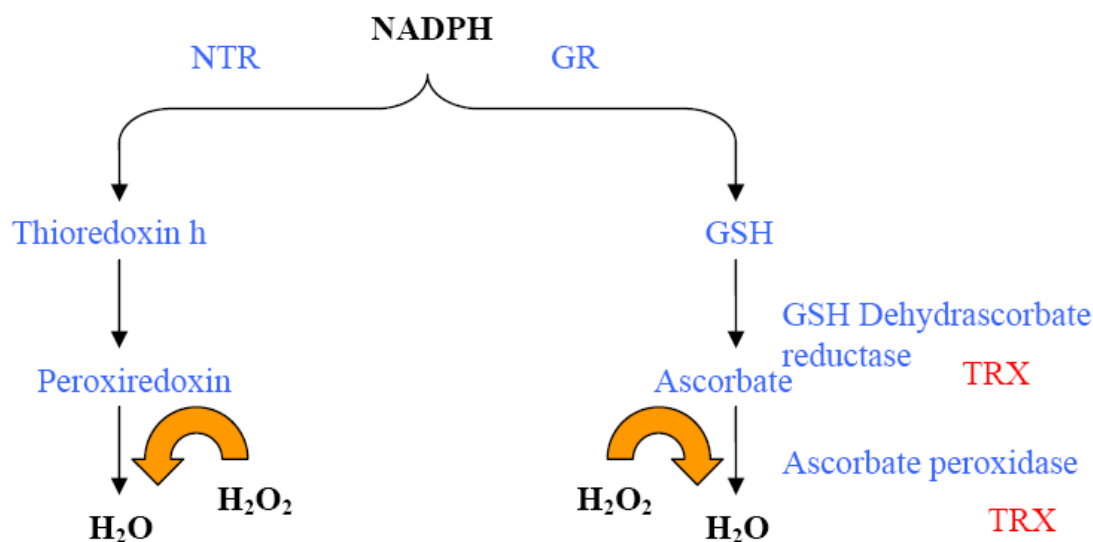 NADPH
NTR
GR
Thioredoxin h
GSH
GSH Dehydrascorbate
reductase
TRX
Peroxiredoxin
Ascorbate
Ascorbate peroxidase
H₂O₂
H₂O
H₂O₂
H₂O
TRX